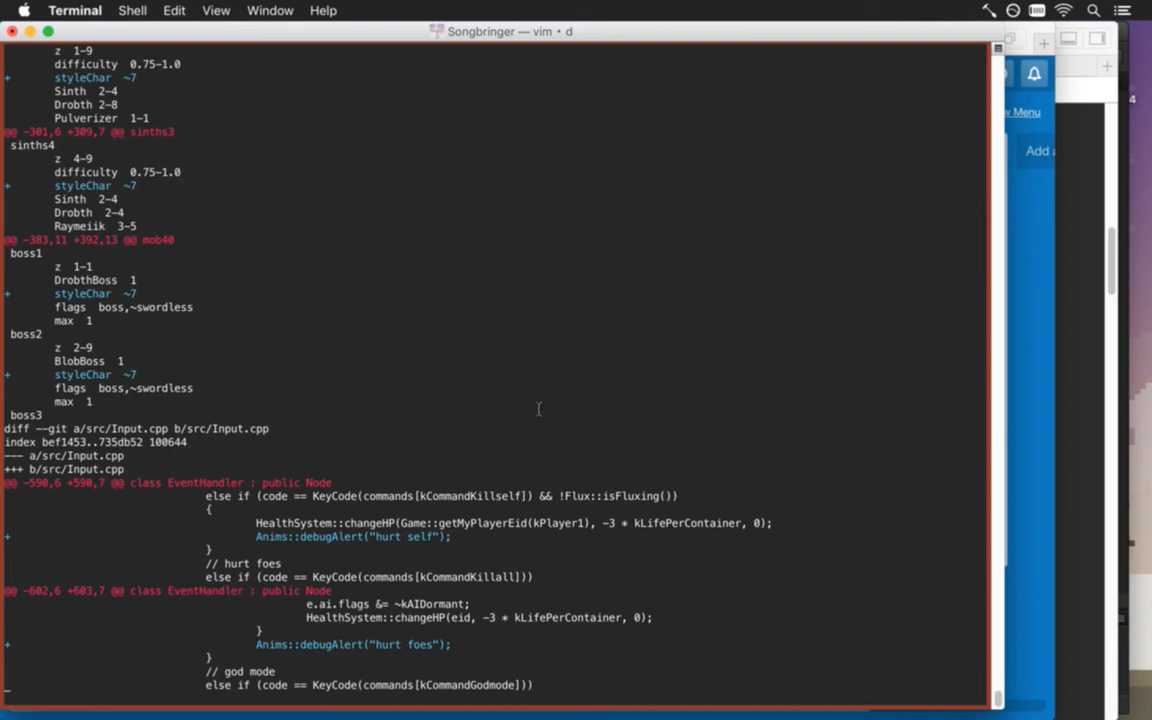 Terminal Shell Edit View Window Help
Songbringer — vim • d
z 1-9
difficulty 0.75-1.0
+ styleChar ~7
Sinth 2-4
Drobth 2-8
Pulverizer 1-1
@@ -301,6 +309,7 @@ sinths3
sinths4
z 4-9
difficulty 0.75-1.0
+ styleChar ~7
Sinth 2-4
Drobth 2-4
Raymeiik 3-5
@@ -383,11 +392,13 @@ mob40
boss1
z 1-1
DrobthBoss 1
+ styleChar ~7
flags boss,~swordless
max 1
boss2
z 2-9
BlobBoss 1
+ styleChar ~7
flags boss,~swordless
max 1
boss3
diff --git a/src/Input.cpp b/src/Input.cpp
index bef1453..735db52 100644
--- a/src/Input.cpp
+++ b/src/Input.cpp
@@ -590,6 +590,7 @@ class EventHandler : public Node
else if (code == KeyCode(commands[kCommandKillself]) && !Flux::isFluxing())
{
HealthSystem::changeHP(Game::getMyPlayerEid(kPlayer1), -3 * kLifePerContainer, 0);
+ Anims::debugAlert("hurt self");
}
// hurt foes
else if (code == KeyCode(commands[kCommandKillall]))
@@ -602,6 +603,7 @@ class EventHandler : public Node
e.ai.flags &= ~kAIDormant;
HealthSystem::changeHP(eid, -3 * kLifePerContainer, 0);
}
+ Anims::debugAlert("hurt foes");
}
// god mode
else if (code == KeyCode(commands[kCommandGodmode]))
4
w Menu
Add